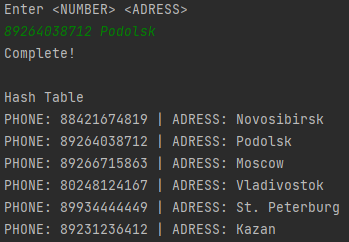 Enter <NUMBER> <ADRESS>
89264038712 Podolsk
Complete!
Hash Table
PHONE: 88421674819 | ADRESS: Novosibirsk
PHONE: 89264038712 | ADRESS: Podolsk
PHONE: 89266715863 | ADRESS: Moscow
PHONE: 80248124167 | ADRESS: Vladivostok
PHONE: 89934444449 | ADRESS: St. Peterburg
PHONE: 89231236412 | ADRESS: Kazan